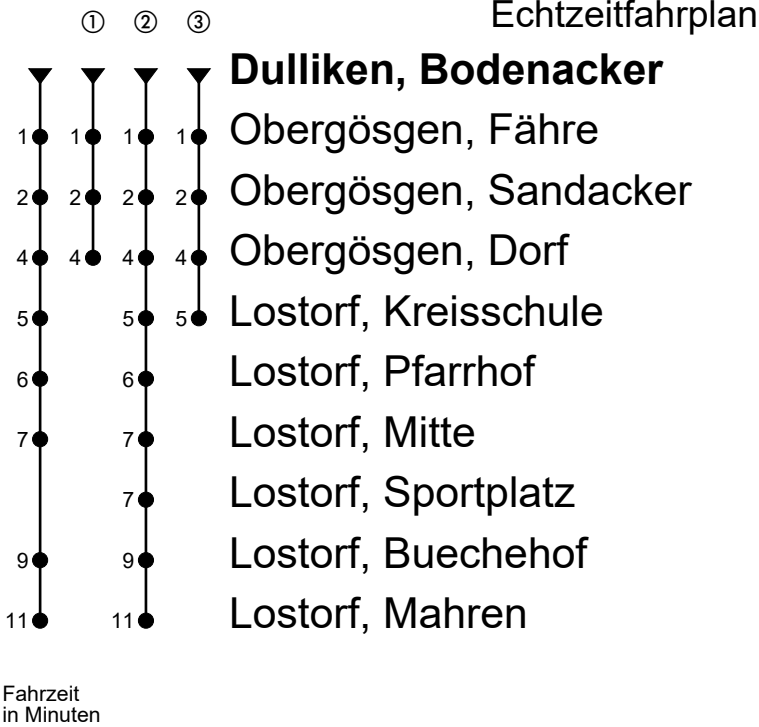 ① ② ③ Echtzeitfahrplan
Dulliken, Bodenacker
1 1 1 1 Obergösgen, Fähre
2 2 2 2 Obergösgen, Sandacker
4 4 4 4 Obergösgen, Dorf
5 5 5 Lostorf, Kreisschule
6 6 Lostorf, Pfarrhof
7 7 Lostorf, Mitte
7 Lostorf, Sportplatz
9 9 Lostorf, Buechehof
11 11 Lostorf, Mahren
Fahrzeit
in Minuten